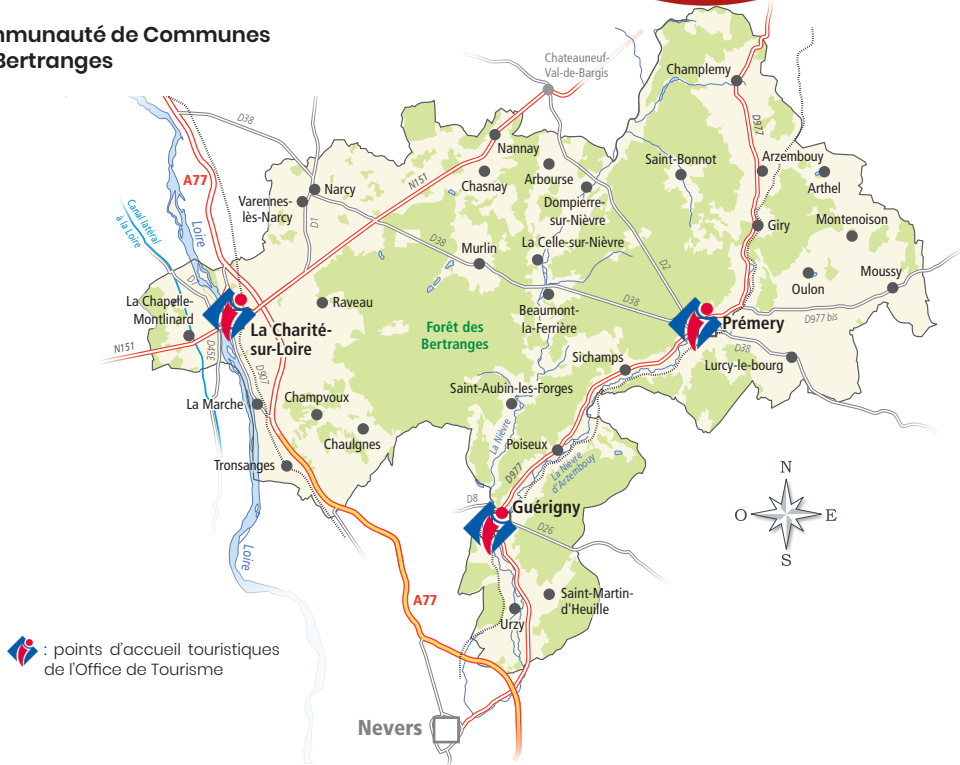 mmunauté de Communes
Bertranges
Chateauneuf-
Val-de-Bargis
Champlemy
D38
D977
Nannay
A77
N151
Saint-Bonnot
Arzembouy
Arbourse
Chasnay
Narcy
Arthel
Varennes-
lès-Narcy
Dompierre-
sur-Nièvre
Canal latéral
à la Loire
Loire
D1
Montenoison
Giry
La Celle-sur-Nièvre
D38
Murlin
D2
Moussy
Oulon
La Chapelle-
Montlinard
Raveau
D38
Beaumont-
la-Ferrière
D977 bis
Prémery
La Charité-
sur-Loire
Forêt des
Bertranges
N151
D45E
D907
D38
Sichamps
Lurcy-le-bourg
Saint-Aubin-les-Forges
Champvoux
La Marche
La Nièvre
Chaulgnes
Poiseux
Tronsanges
D977
La Nièvre
d'Arzembouy
N
D8
Guérigny
O
E
D26
S
Loire
A77
Saint-Martin-
d'Heuille
Urzy
: points d'accueil touristiques
de l'Office de Tourisme
Nevers